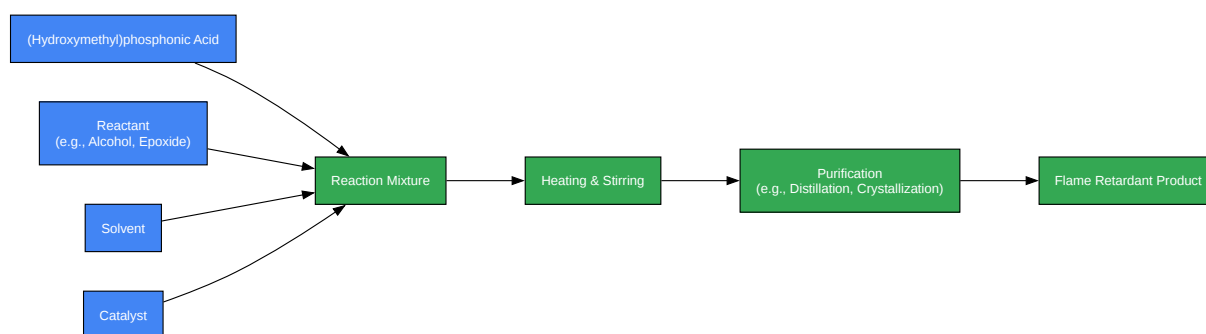 (Hydroxymethyl)phosphonic Acid
Reactant
(e.g., Alcohol, Epoxide)
Solvent
Catalyst
Reaction Mixture
Heating & Stirring
Purification
(e.g., Distillation, Crystallization)
Flame Retardant Product